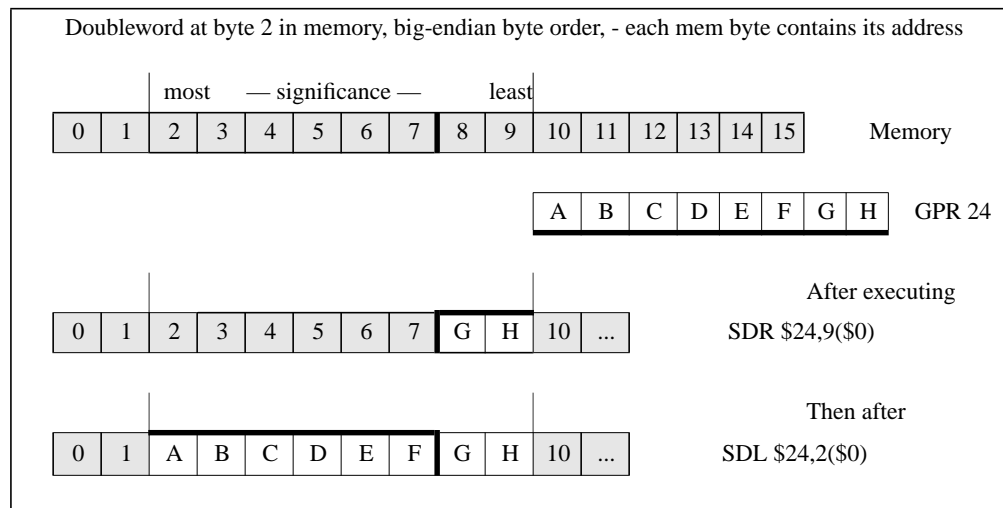 Doubleword at byte 2 in memory, big-endian byte order, - each mem byte contains its address
most — significance — least
0 1 2 3 4 5 6 7 8 9 10 11 12 13 14 15 Memory
A B C D E F G H GPR 24
After executing
0 1 2 3 4 5 6 7 G H 10 ... SDR $24,9($0)
Then after
0 1 A B C D E F G H 10 ... SDL $24,2($0)